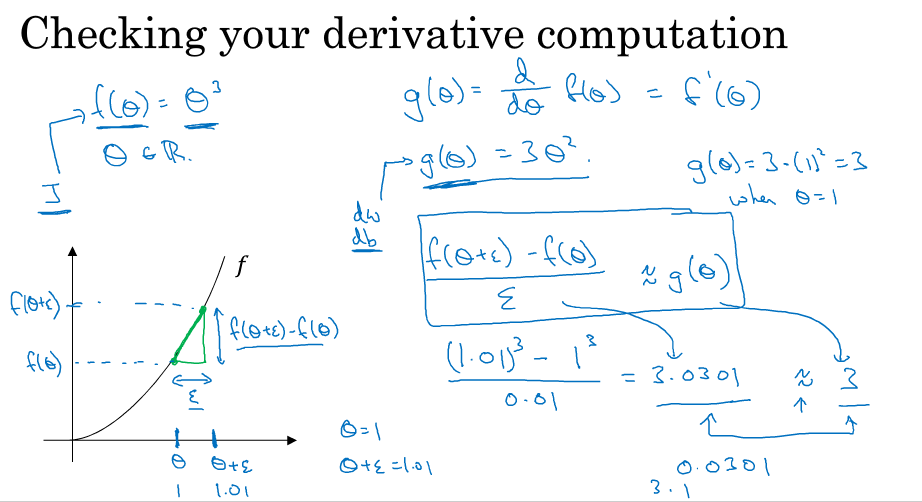 Checking your derivative computation
f(θ) = θ³
θ ∈ ℝ.
J
g(θ) = d/dθ f(θ) = f'(θ)
g(θ) = 3θ².
dw
db
g(θ) = 3·(1)² = 3
when θ=1
(f(θ+ε) - f(θ))/ε ≈ g(θ)
((1.01)³ - 1³)/0.01 = 3.0301 ≈ 3
0.0301
3.1
f
f(θ+ε)
f(θ)
f(θ+ε)-f(θ)
ε
θ θ+ε
1 1.01
θ=1
θ+ε=1.01